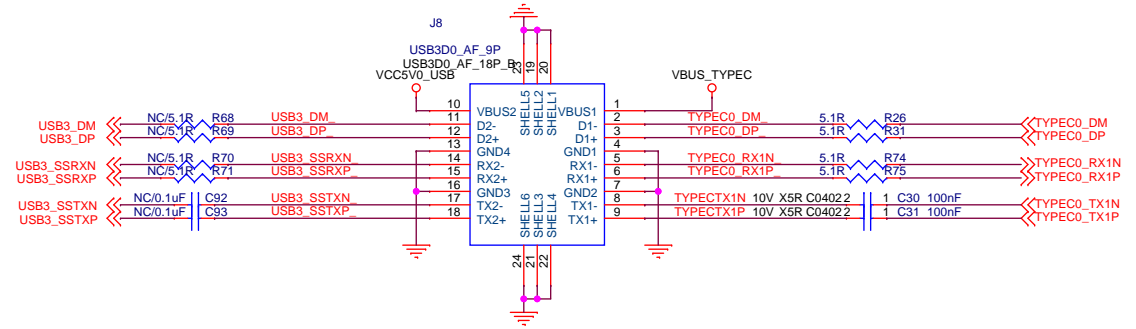 J8
USB3D0_AF_9P
USB3D0_AF_18P_B
VCC5V0_USB
VBUS_TYPEC
23
19
20
SHELL5
SHELL2
SHELL1
10 VBUS2 VBUS1 1
USB3_DM NC/5.1R R68 USB3_DM_ 11 D2- D1- 2 TYPEC0_DM_ 5.1R R26 TYPEC0_DM
USB3_DP NC/5.1R R69 USB3_DP_ 12 D2+ D1+ 3 TYPEC0_DP_ 5.1R R31 TYPEC0_DP
13 GND4 GND1 4
USB3_SSRXN NC/5.1R R70 USB3_SSRXN_ 14 RX2- RX1- 5 TYPEC0_RX1N_ 5.1R R74 TYPEC0_RX1N
USB3_SSRXP NC/5.1R R71 USB3_SSRXP_ 15 RX2+ RX1+ 6 TYPEC0_RX1P_ 5.1R R75 TYPEC0_RX1P
16 GND3 GND2 7
USB3_SSTXN NC/0.1uF C92 USB3_SSTXN_ 17 TX2- TX1- 8 TYPECTX1N 10V X5R C0402 2 1 C30 100nF TYPEC0_TX1N
USB3_SSTXP NC/0.1uF C93 USB3_SSTXP_ 18 TX2+ TX1+ 9 TYPECTX1P 10V X5R C0402 2 1 C31 100nF TYPEC0_TX1P
SHELL6
SHELL3
SHELL4
24
21
22